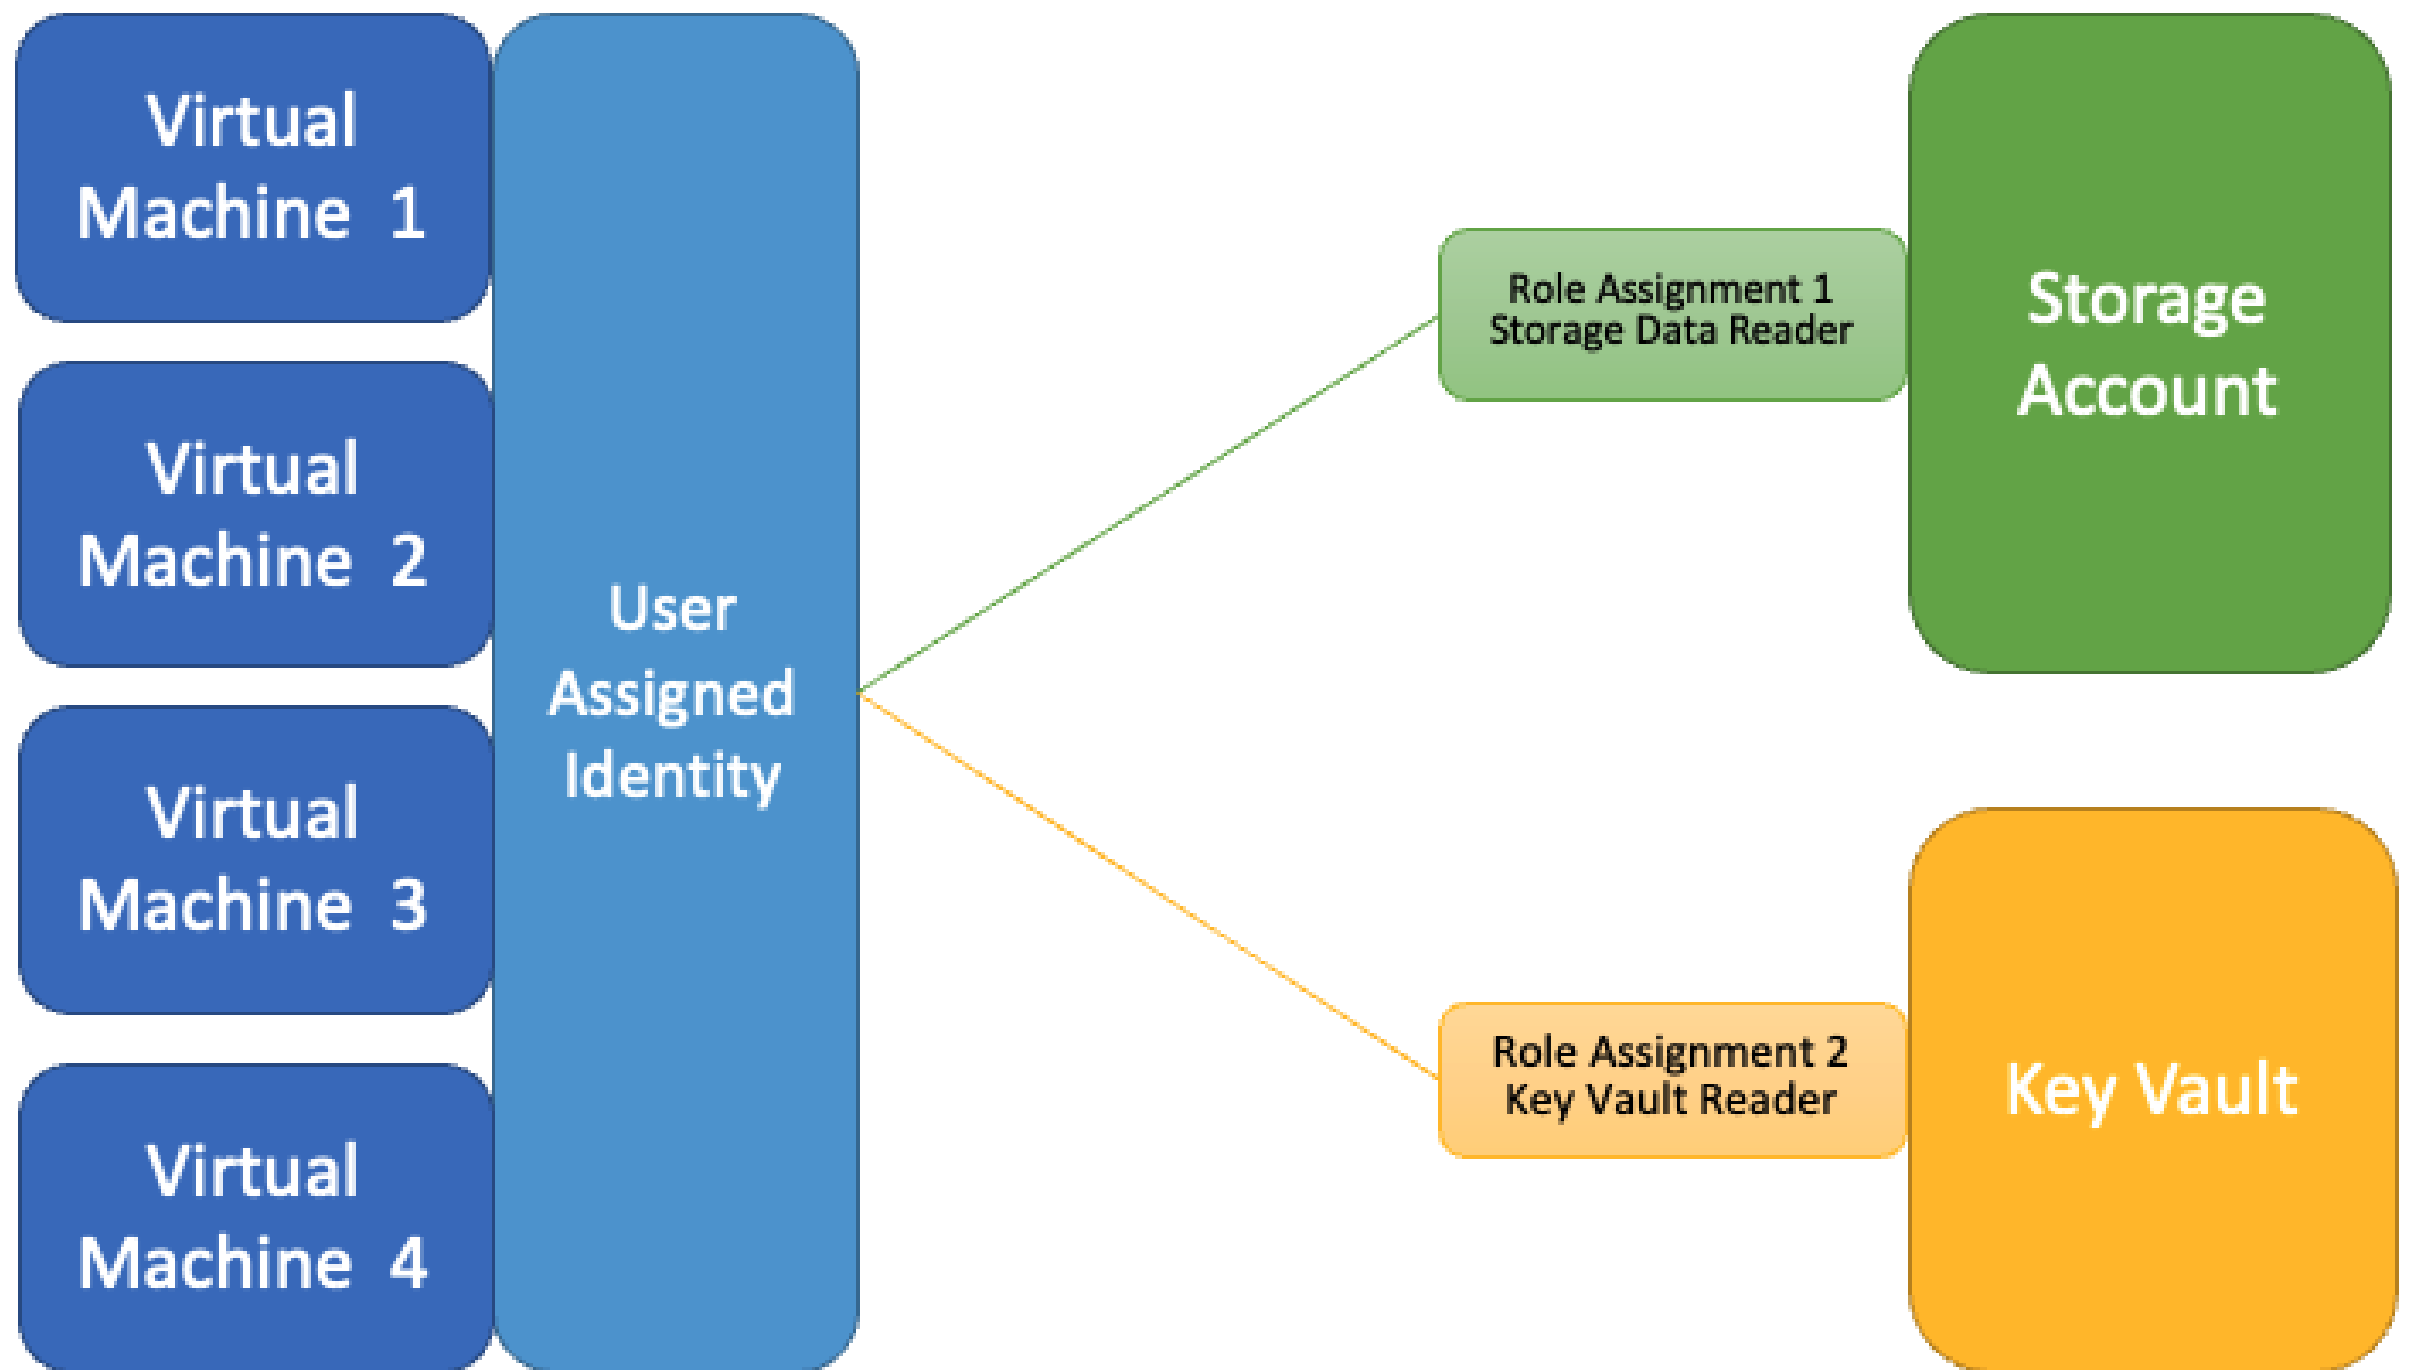 Virtual
Machine 1
Virtual
Machine 2
Virtual
Machine 3
Virtual
Machine 4
User
Assigned
Identity
Role Assignment 1
Storage Data Reader
Role Assignment 2
Key Vault Reader
Storage
Account
Key Vault